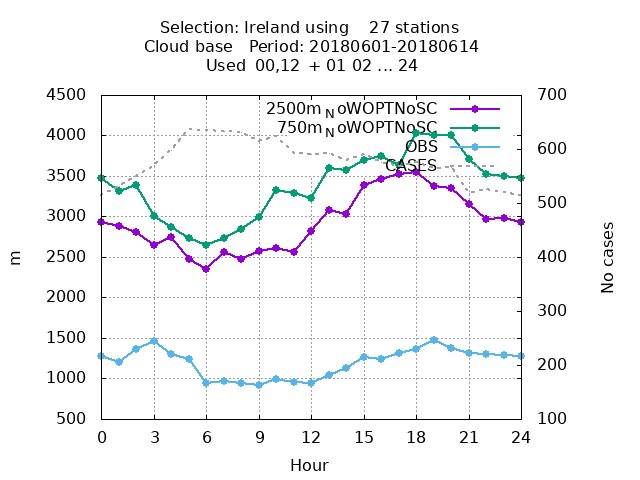 Selection: Ireland using 27 stations
Cloud base Period: 20180601-20180614
Used 00,12 + 01 02 ... 24
4500 700
2500m NoWOPTNoSC
750m NoWOPTNoSC
4000
OBS
600
CASES
3500
3000 500
m
2500 400
No cases
2000 300
1500
200
1000
500 100
0 3 6 9 12 15 18 21 24
Hour